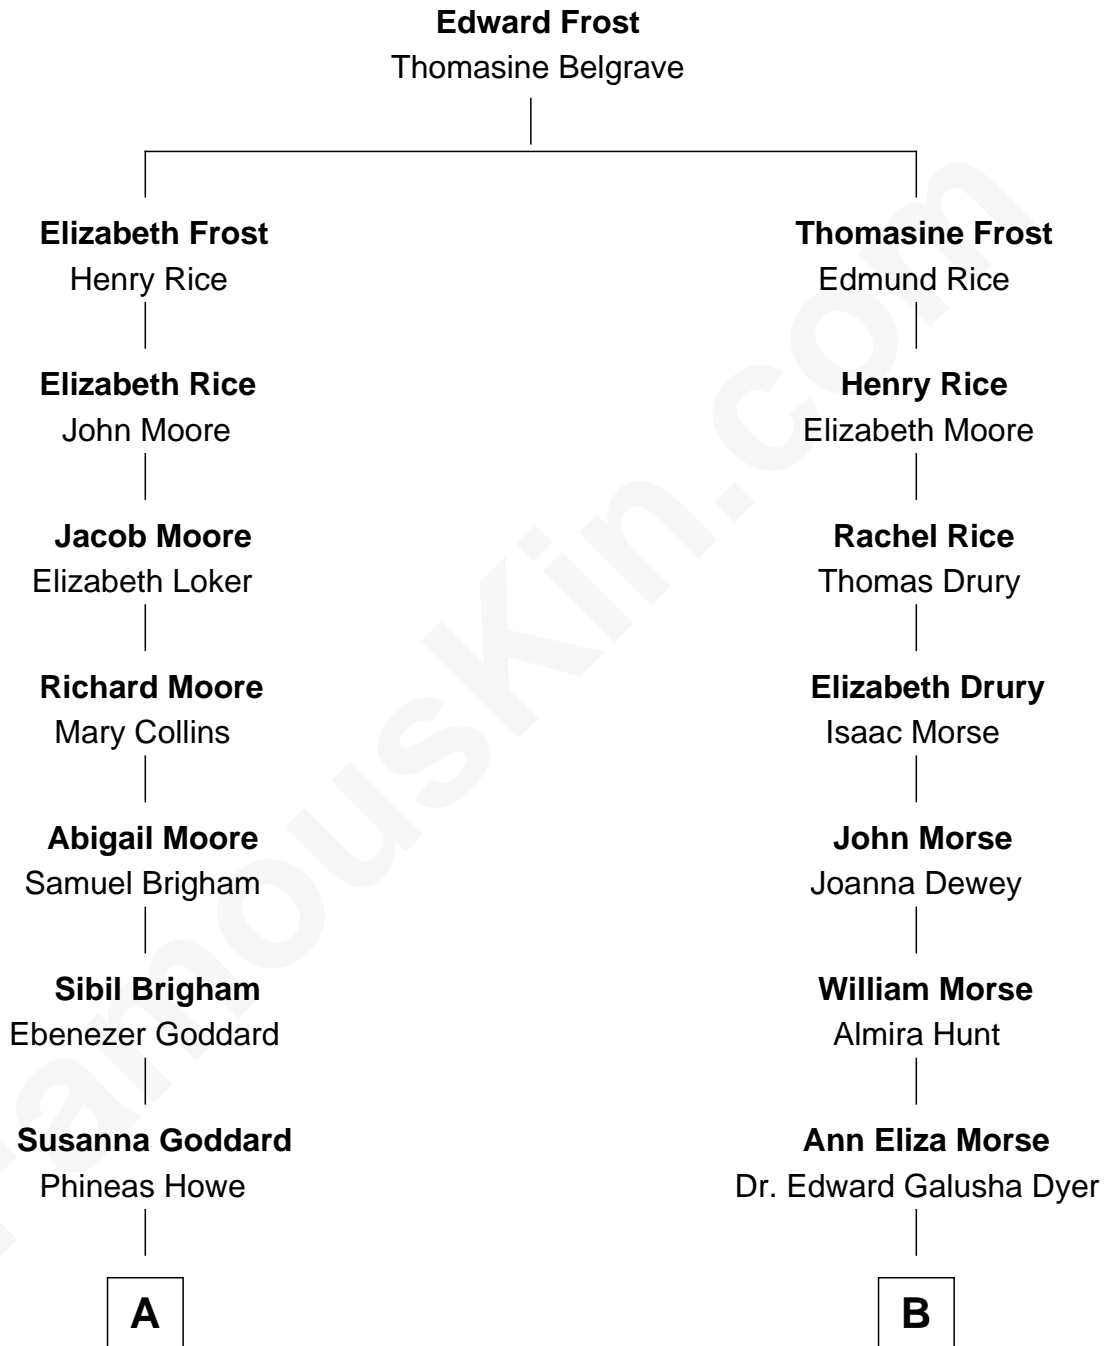 Edward Frost
Thomasine Belgrave
Elizabeth Frost
Henry Rice
Thomasine Frost
Edmund Rice
Elizabeth Rice
John Moore
Henry Rice
Elizabeth Moore
Jacob Moore
Elizabeth Loker
Rachel Rice
Thomas Drury
Richard Moore
Mary Collins
Elizabeth Drury
Isaac Morse
Abigail Moore
Samuel Brigham
John Morse
Joanna Dewey
Sibil Brigham
Ebenezer Goddard
William Morse
Almira Hunt
Susanna Goddard
Phineas Howe
Ann Eliza Morse
Dr. Edward Galusha Dyer
A
B
FamousKin.com